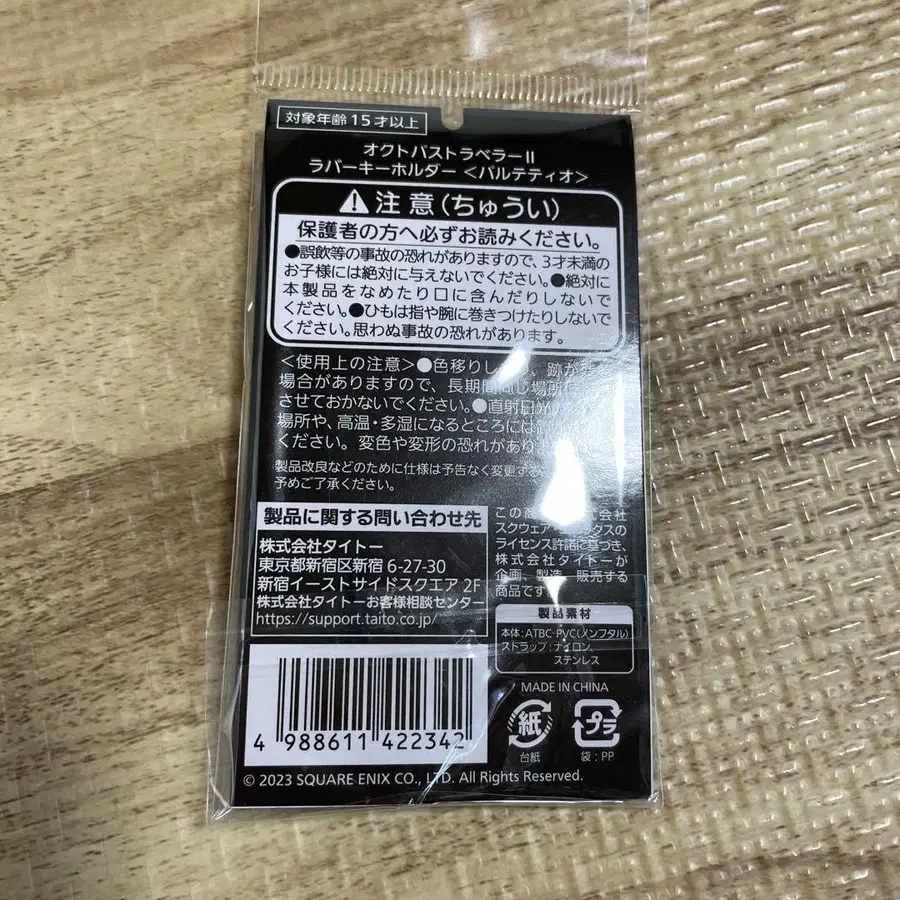 対象年齢 15才以上
オクトパストラベラーII
ラバーキーホルダー ＜パルテティオ＞
注意(ちゅうい)
保護者の方へ必ずお読みください。
●誤飲等の事故の恐れがありますので、3才未満の
お子様には絶対に与えないでください。●絶対に
本製品をなめたり口に含んだりしないで
ください。●ひもは指や腕に巻きつけたりしないで
ください。思わぬ事故の恐れがあります。
＜使用上の注意＞●色移りし 、跡が
場合がありますので、長期間同じ場所に
させておかないでください。●直射日光の
場所や、高温・多湿になるところには
ください。変色や変形の恐れがあり
製品改良などのために仕様は予告なく変更する
予めご了承ください。
製品に関する問い合わせ先
株式会社タイトー
東京都新宿区新宿 6-27-30
新宿イーストサイドスクエア 2F
株式会社タイトーお客様相談センター
https://support.taito.co.jp/
この商 式会社
スクウェア・ ックスの
ライセンス許諾に基づき、
株式会社タイトーが
企画、製造、販売する
商品です。
製品素材
本体:ATBC-PVC(ノンフタル)
ストラップ:ナイロン、
ステンレス
MADE IN CHINA
紙
台紙
プラ
袋:PP
4 988611 422342
© 2023 SQUARE ENIX CO., LTD. All Rights Reserved.